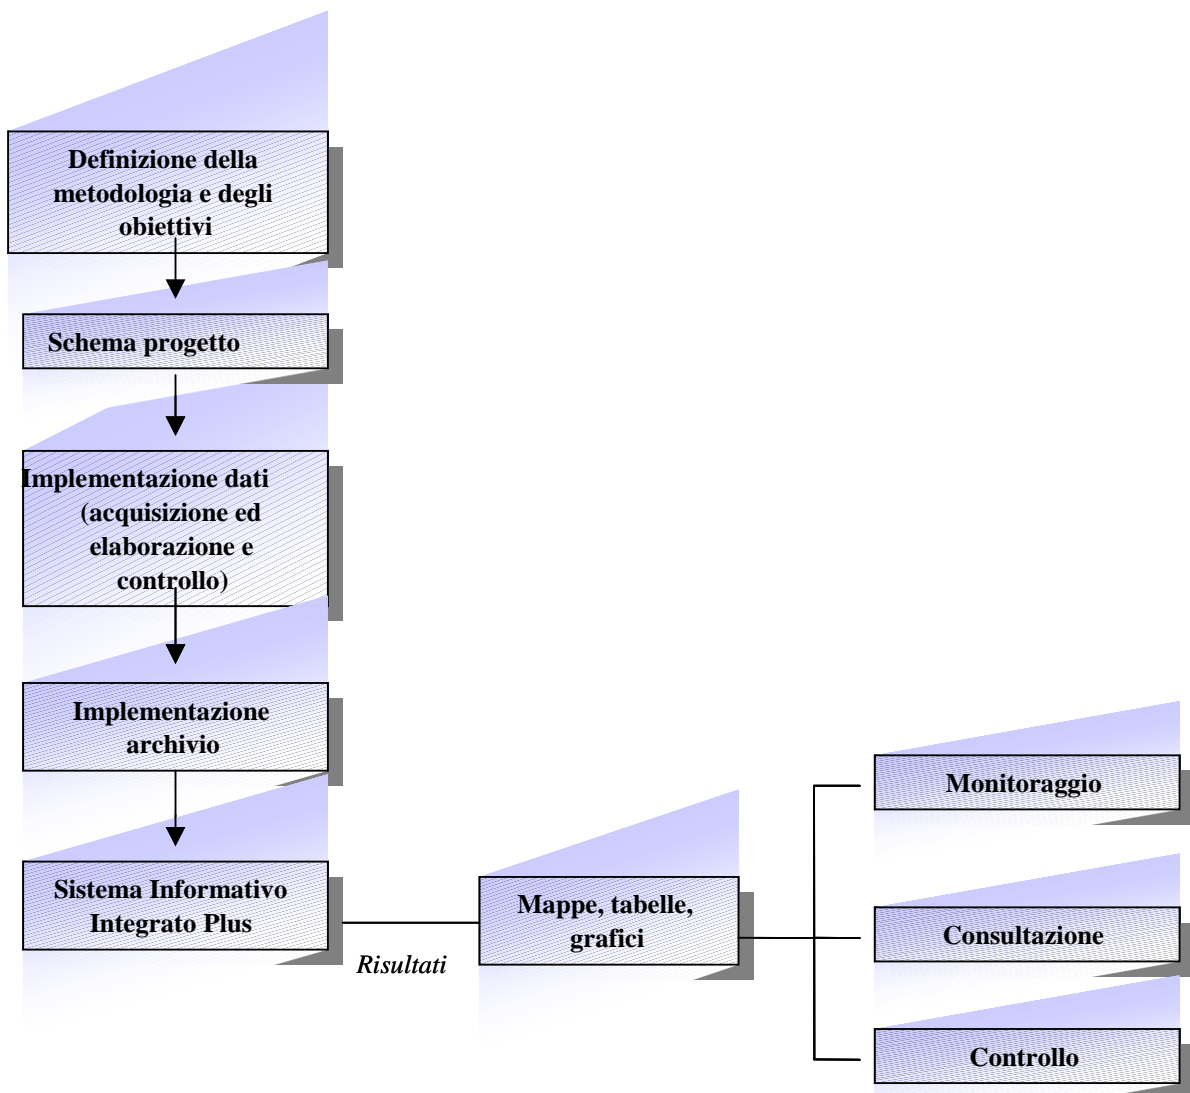 Definizione della
metodologia e degli
obiettivi
Schema progetto
Implementazione dati
(acquisizione ed
elaborazione e
controllo)
Implementazione
archivio
Sistema Informativo
Integrato Plus
Risultati
Mappe, tabelle,
grafici
Monitoraggio
Consultazione
Controllo